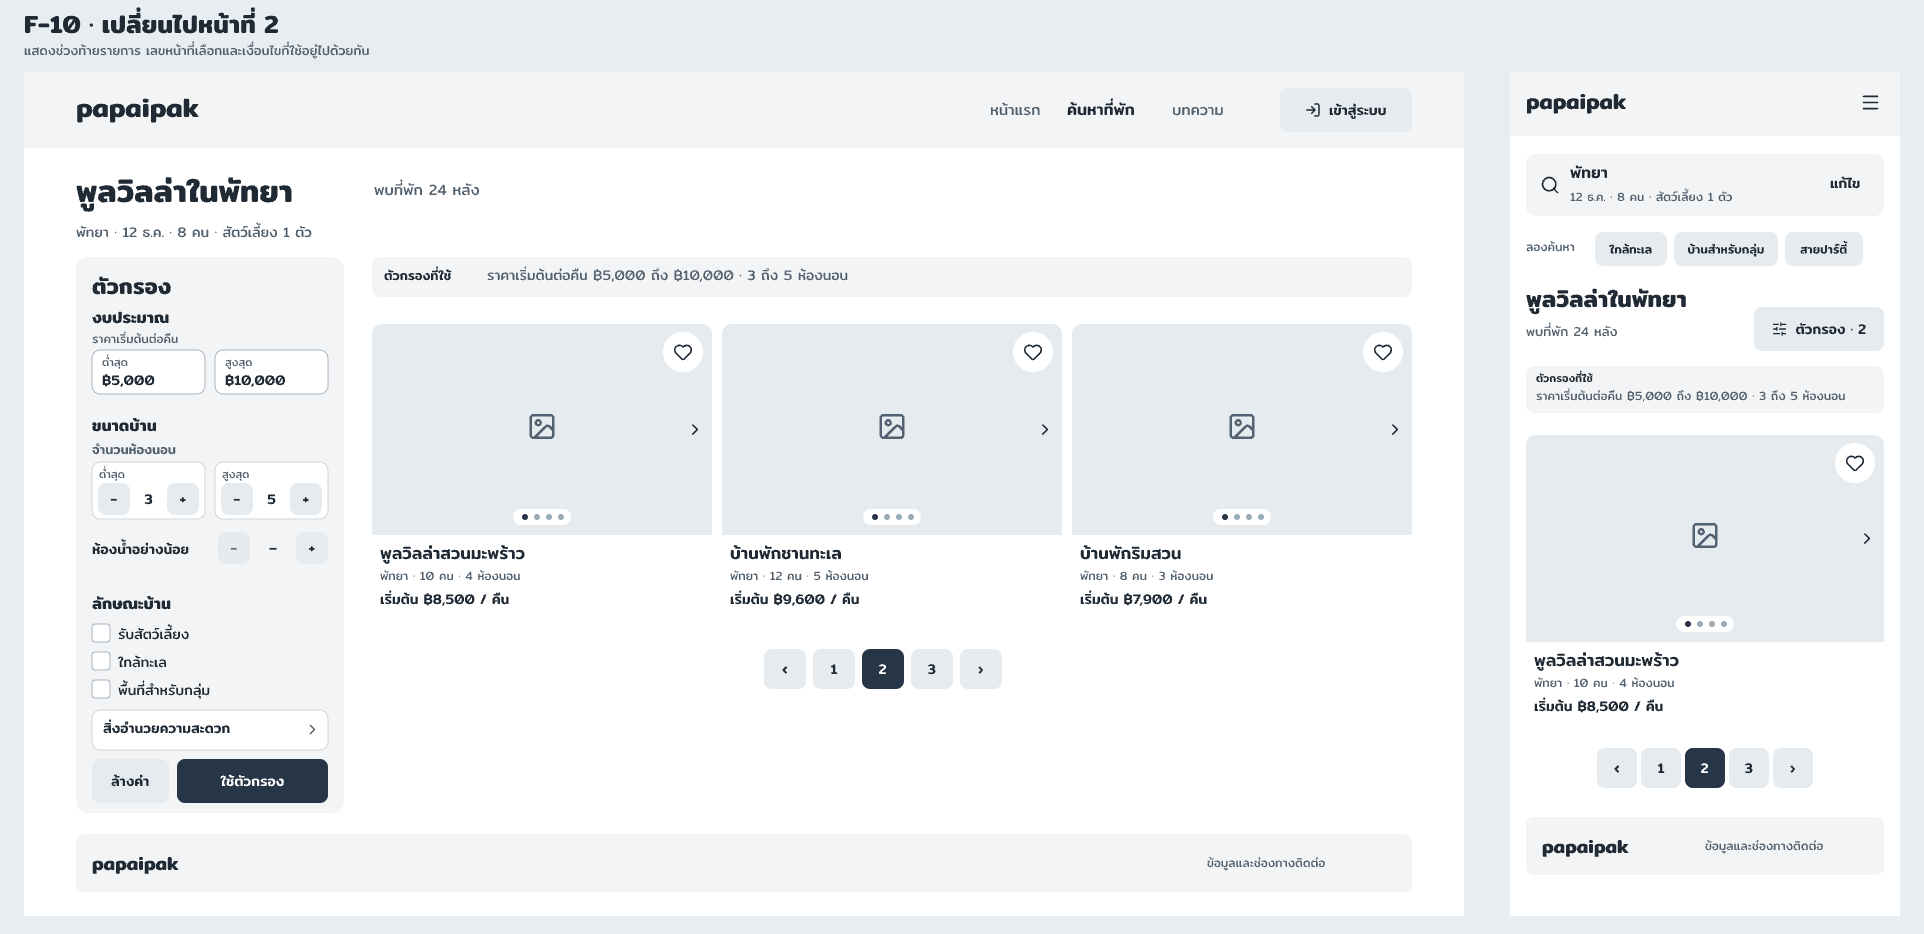 F-10 · เปลี่ยนไปหน้าที่ 2
แสดงช่วงท้ายรายการ เลขหน้าที่เลือกและเงื่อนไขที่ใช้อยู่ไปด้วยกัน
papaipak
หน้าแรก
ค้นหาที่พัก
บทความ
เข้าสู่ระบบ
พูลวิลล่าในพัทยา
พบที่พัก 24 หลัง
พัทยา · 12 ธ.ค. · 8 คน · สัตว์เลี้ยง 1 ตัว
ตัวกรอง
งบประมาณ
ราคาเริ่มต้นต่อคืน
ต่ำสุด
฿5,000
สูงสุด
฿10,000
ขนาดบ้าน
จำนวนห้องนอน
ต่ำสุด
- 3 +
สูงสุด
- 5 +
ห้องน้ำอย่างน้อย - – +
ลักษณะบ้าน
รับสัตว์เลี้ยง
ใกล้ทะเล
พื้นที่สำหรับกลุ่ม
สิ่งอำนวยความสะดวก
ล้างค่า
ใช้ตัวกรอง
ตัวกรองที่ใช้ ราคาเริ่มต้นต่อคืน ฿5,000 ถึง ฿10,000 · 3 ถึง 5 ห้องนอน
พูลวิลล่าสวนมะพร้าว
พัทยา · 10 คน · 4 ห้องนอน
เริ่มต้น ฿8,500 / คืน
บ้านพักชานทะเล
พัทยา · 12 คน · 5 ห้องนอน
เริ่มต้น ฿9,600 / คืน
บ้านพักริมสวน
พัทยา · 8 คน · 3 ห้องนอน
เริ่มต้น ฿7,900 / คืน
‹ 1 2 3 ›
papaipak
ข้อมูลและช่องทางติดต่อ
papaipak
พัทยา
12 ธ.ค. · 8 คน · สัตว์เลี้ยง 1 ตัว
แก้ไข
ลองค้นหา
ใกล้ทะเล
บ้านสำหรับกลุ่ม
สายปาร์ตี้
พูลวิลล่าในพัทยา
พบที่พัก 24 หลัง
ตัวกรอง · 2
ตัวกรองที่ใช้
ราคาเริ่มต้นต่อคืน ฿5,000 ถึง ฿10,000 · 3 ถึง 5 ห้องนอน
พูลวิลล่าสวนมะพร้าว
พัทยา · 10 คน · 4 ห้องนอน
เริ่มต้น ฿8,500 / คืน
‹ 1 2 3 ›
papaipak
ข้อมูลและช่องทางติดต่อ